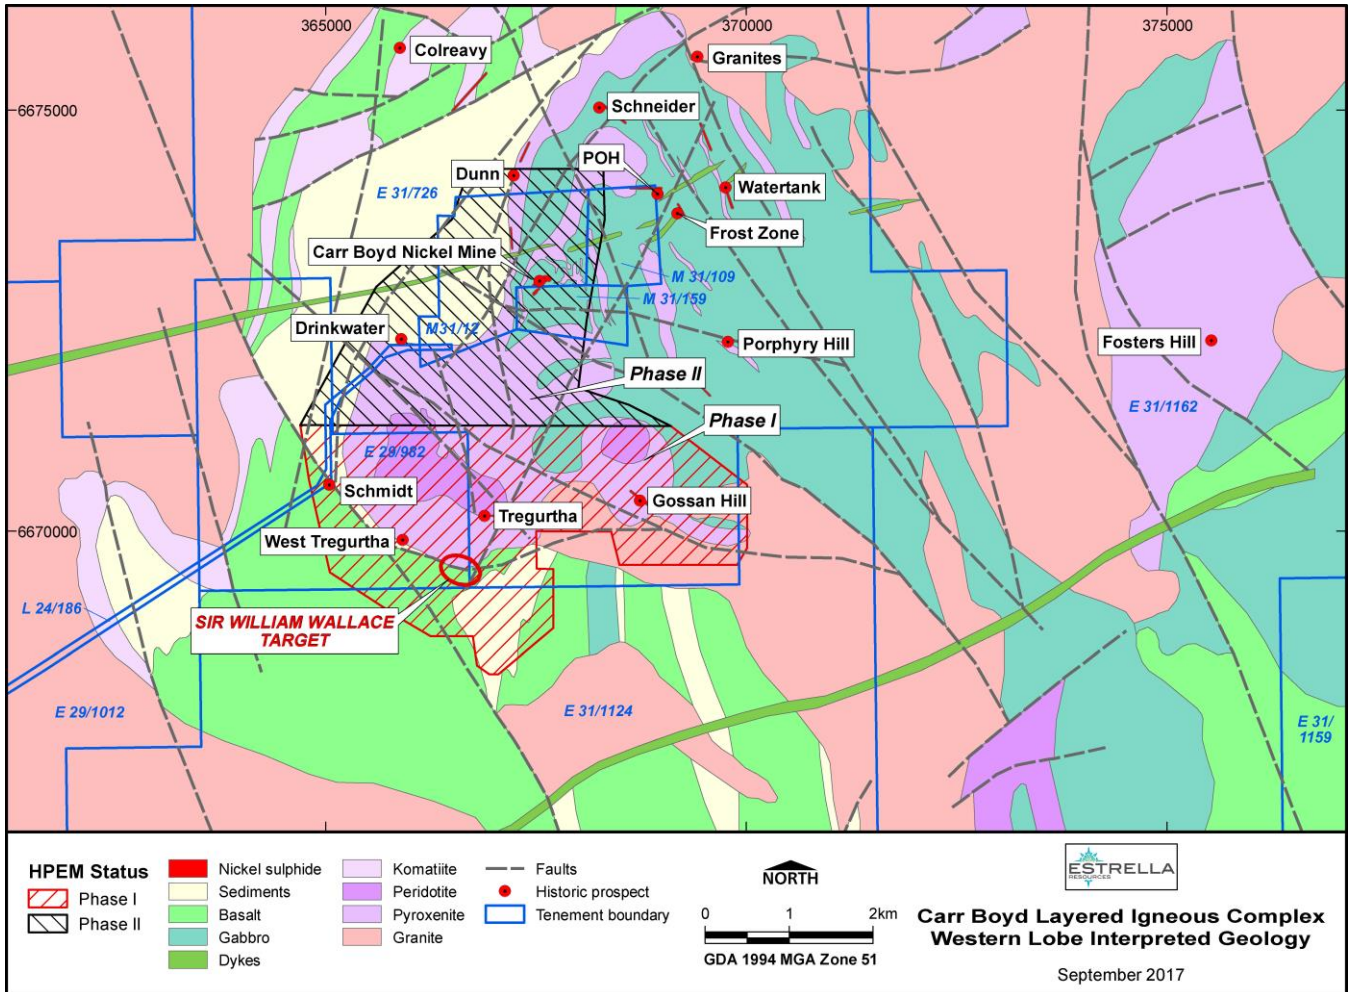 365000
370000
375000
Colreavy
Granites
6675000
Schneider
POH
Dunn
Watertank
E 31/726
Frost Zone
Carr Boyd Nickel Mine
M 31/109
M 31/159
Drinkwater
M31/12
Porphyry Hill
Fosters Hill
Phase II
E 31/1162
Phase I
E 29/982
Schmidt
Gossan Hill
Tregurtha
6670000
West Tregurtha
L 24/186
SIR WILLIAM WALLACE
TARGET
E 29/1012
E 31/1124
E 31/
1159
HPEM Status
Phase I
Phase II
Nickel sulphide
Sediments
Basalt
Gabbro
Dykes
Komatiite
Peridotite
Pyroxenite
Granite
Faults
Historic prospect
Tenement boundary
NORTH
0 1 2km
GDA 1994 MGA Zone 51
ESTRELLA
RESOURCES
Carr Boyd Layered Igneous Complex
Western Lobe Interpreted Geology
September 2017